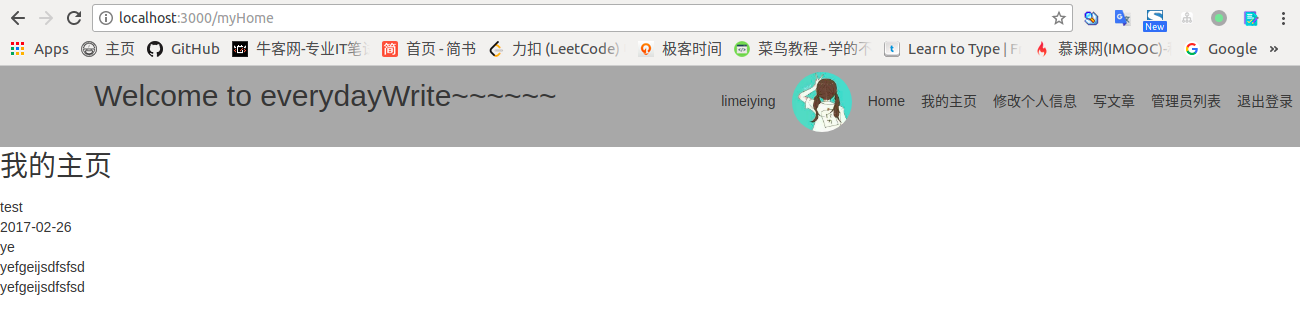 localhost:3000/myHome
Apps 主页 GitHub 牛客网-专业IT笔 首页 - 简书 力扣 (LeetCode) 极客时间 菜鸟教程 - 学的不 Learn to Type | F 慕课网(IMOOC)- Google »
New
Welcome to everydayWrite~~~~~~ limeiying Home 我的主页 修改个人信息 写文章 管理员列表 退出登录
我的主页
test
2017-02-26
ye
yefgeijsdfsfsd
yefgeijsdfsfsd